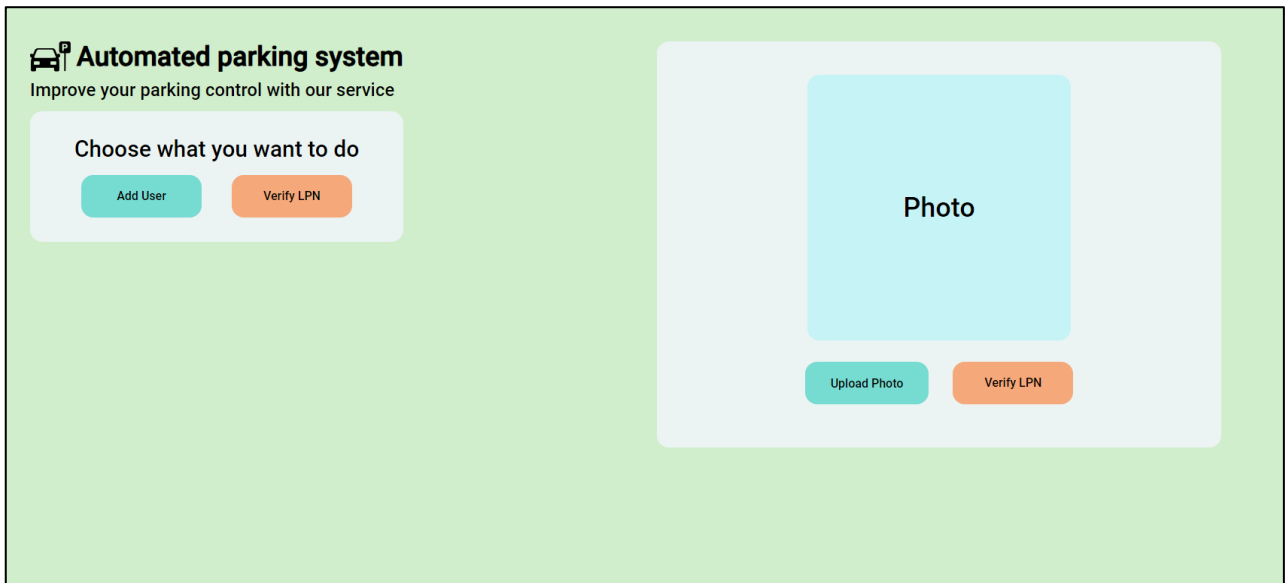 P
Automated parking system
Improve your parking control with our service
Choose what you want to do
Add User
Verify LPN
Photo
Upload Photo
Verify LPN